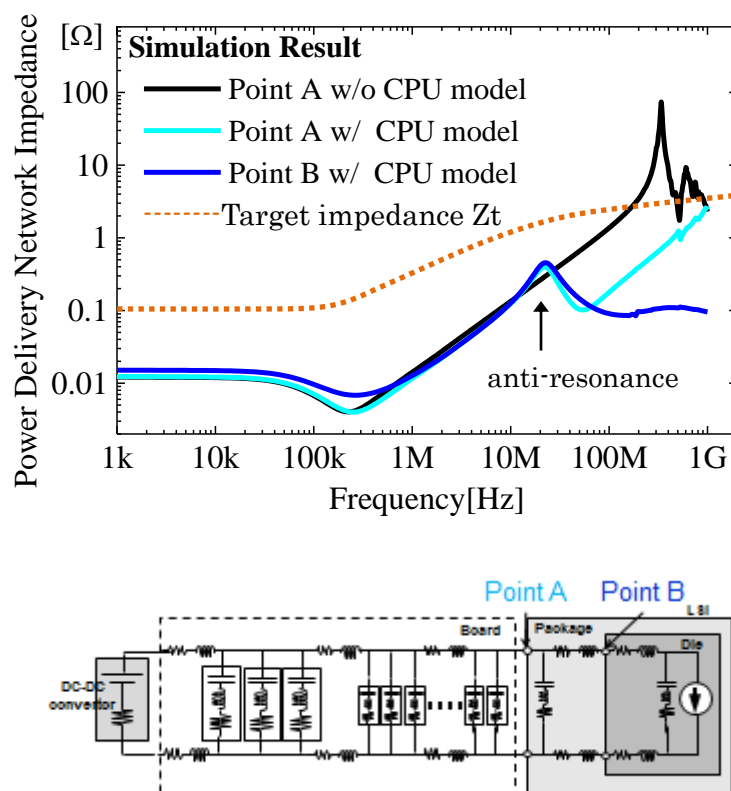 [Ω]
Simulation Result
Point A w/o CPU model
Point A w/ CPU model
Point B w/ CPU model
Target impedance Zt
Power Delivery Network Impedance
100
10
1
0.1
0.01
anti-resonance
1k
10k
100k
1M
10M
100M
1G
Frequency[Hz]
Point A
Point B
LSI
Board
Package
Die
DC-DC
convertor